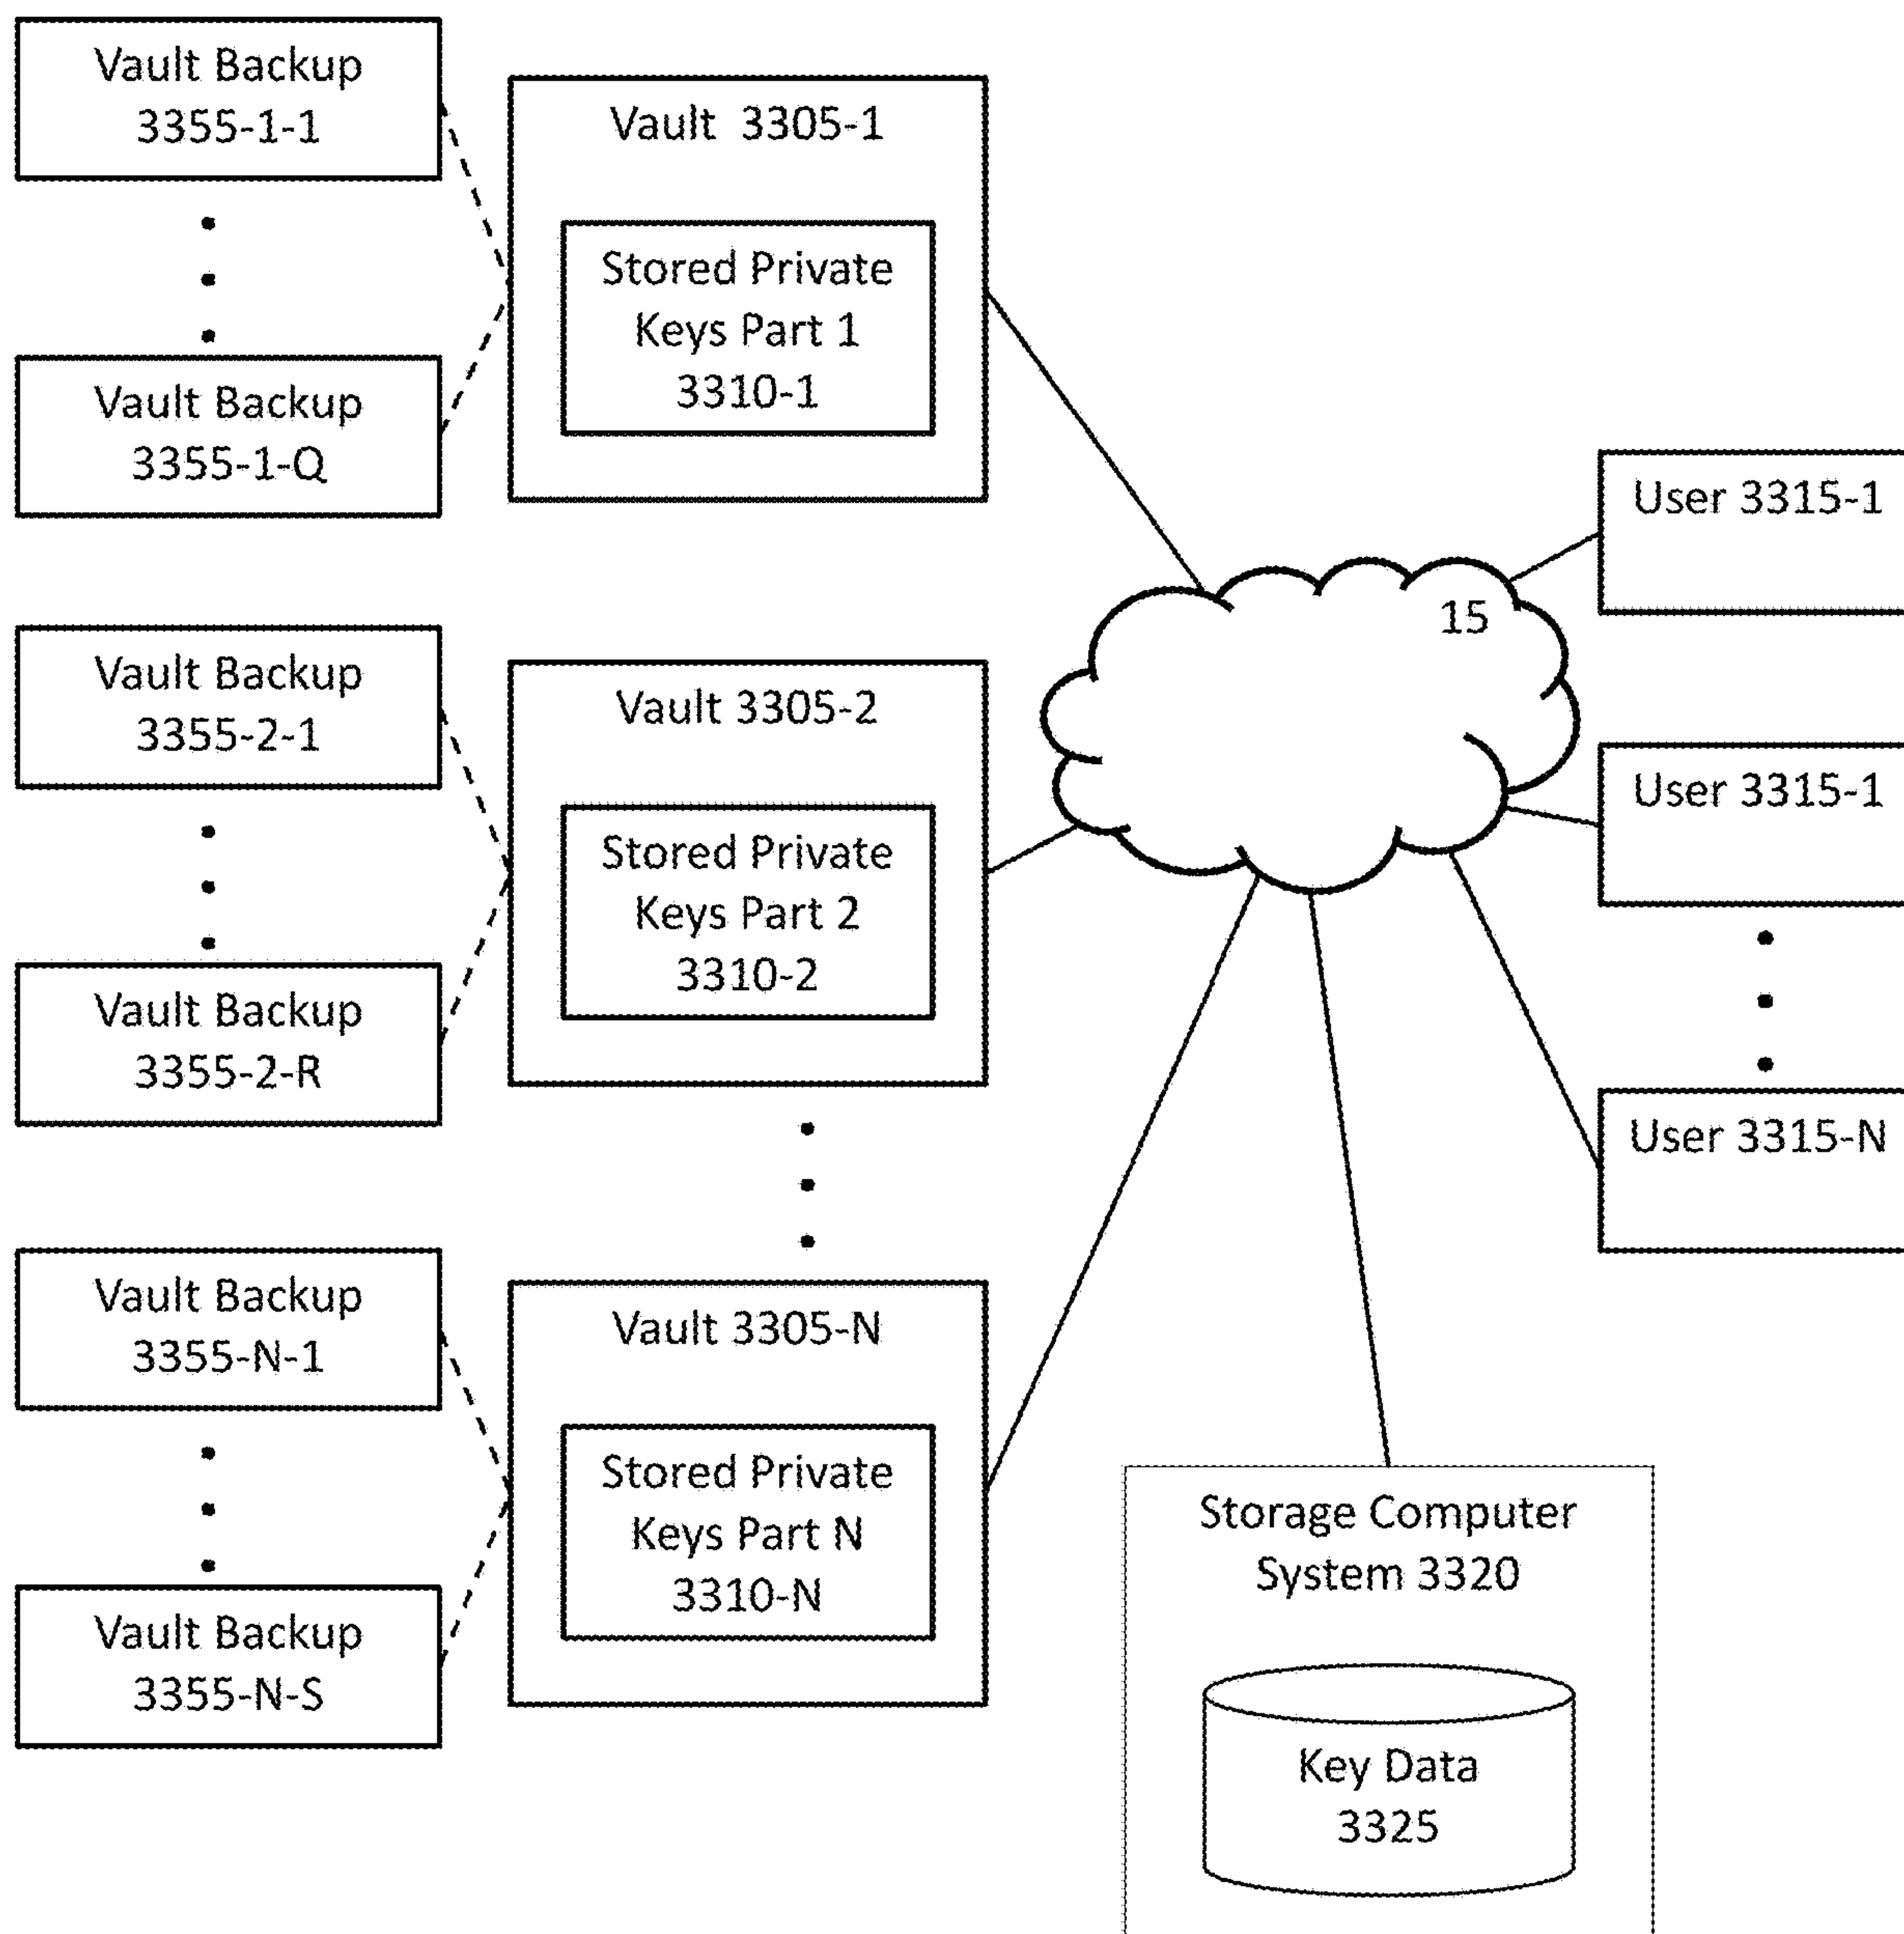 Vault Backup
3355-1-1
Vault Backup
3355-1-Q
Vault 3305-1
Stored Private
Keys Part 1
3310-1
Vault Backup
3355-2-1
Vault Backup
3355-2-R
Vault 3305-2
Stored Private
Keys Part 2
3310-2
Vault Backup
3355-N-1
Vault Backup
3355-N-S
Vault 3305-N
Stored Private
Keys Part N
3310-N
15
User 3315-1
User 3315-1
User 3315-N
Storage Computer
System 3320
Key Data
3325